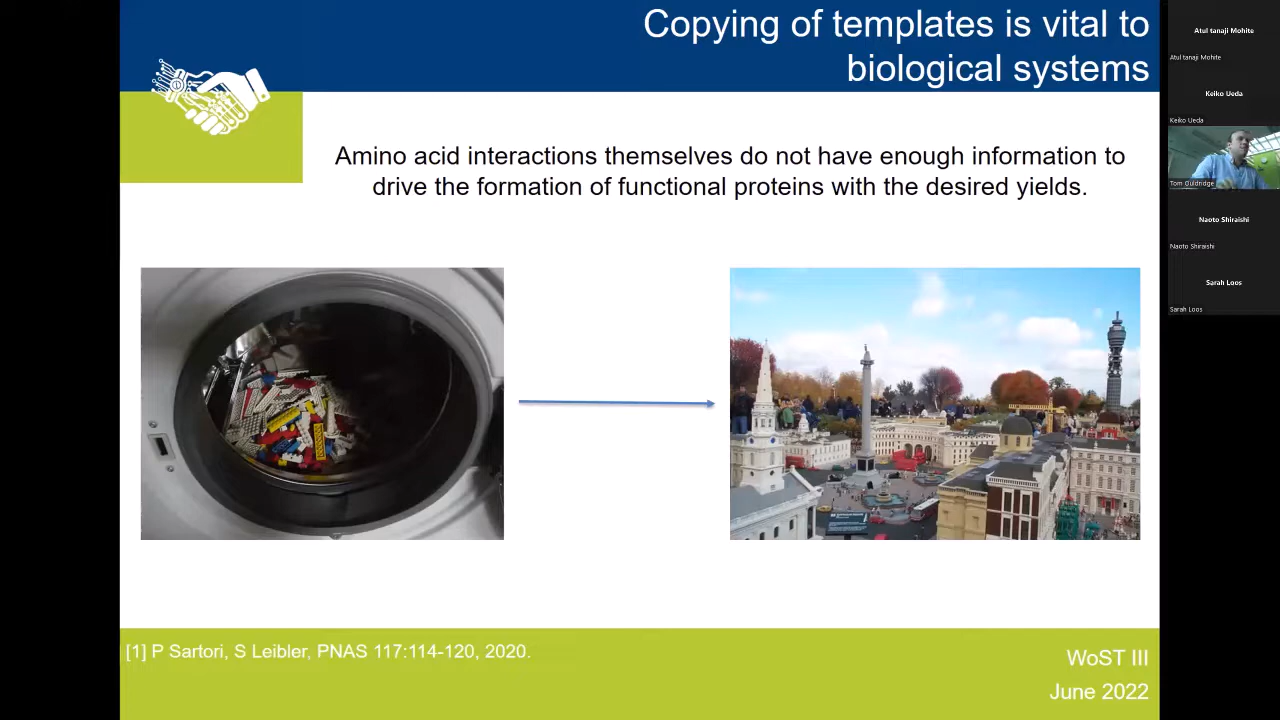 Copying of templates is vital to
biological systems
Amino acid interactions themselves do not have enough information to
drive the formation of functional proteins with the desired yields.
[1] P Sartori, S Leibler, PNAS 117:114-120, 2020.
WoST III
June 2022
Atul tanaji Mohite
Atul tanaji Mohite
Keiko Ueda
Keiko Ueda
Tom Ouldridge
Naoto Shiraishi
Naoto Shiraishi
Sarah Loos
Sarah Loos